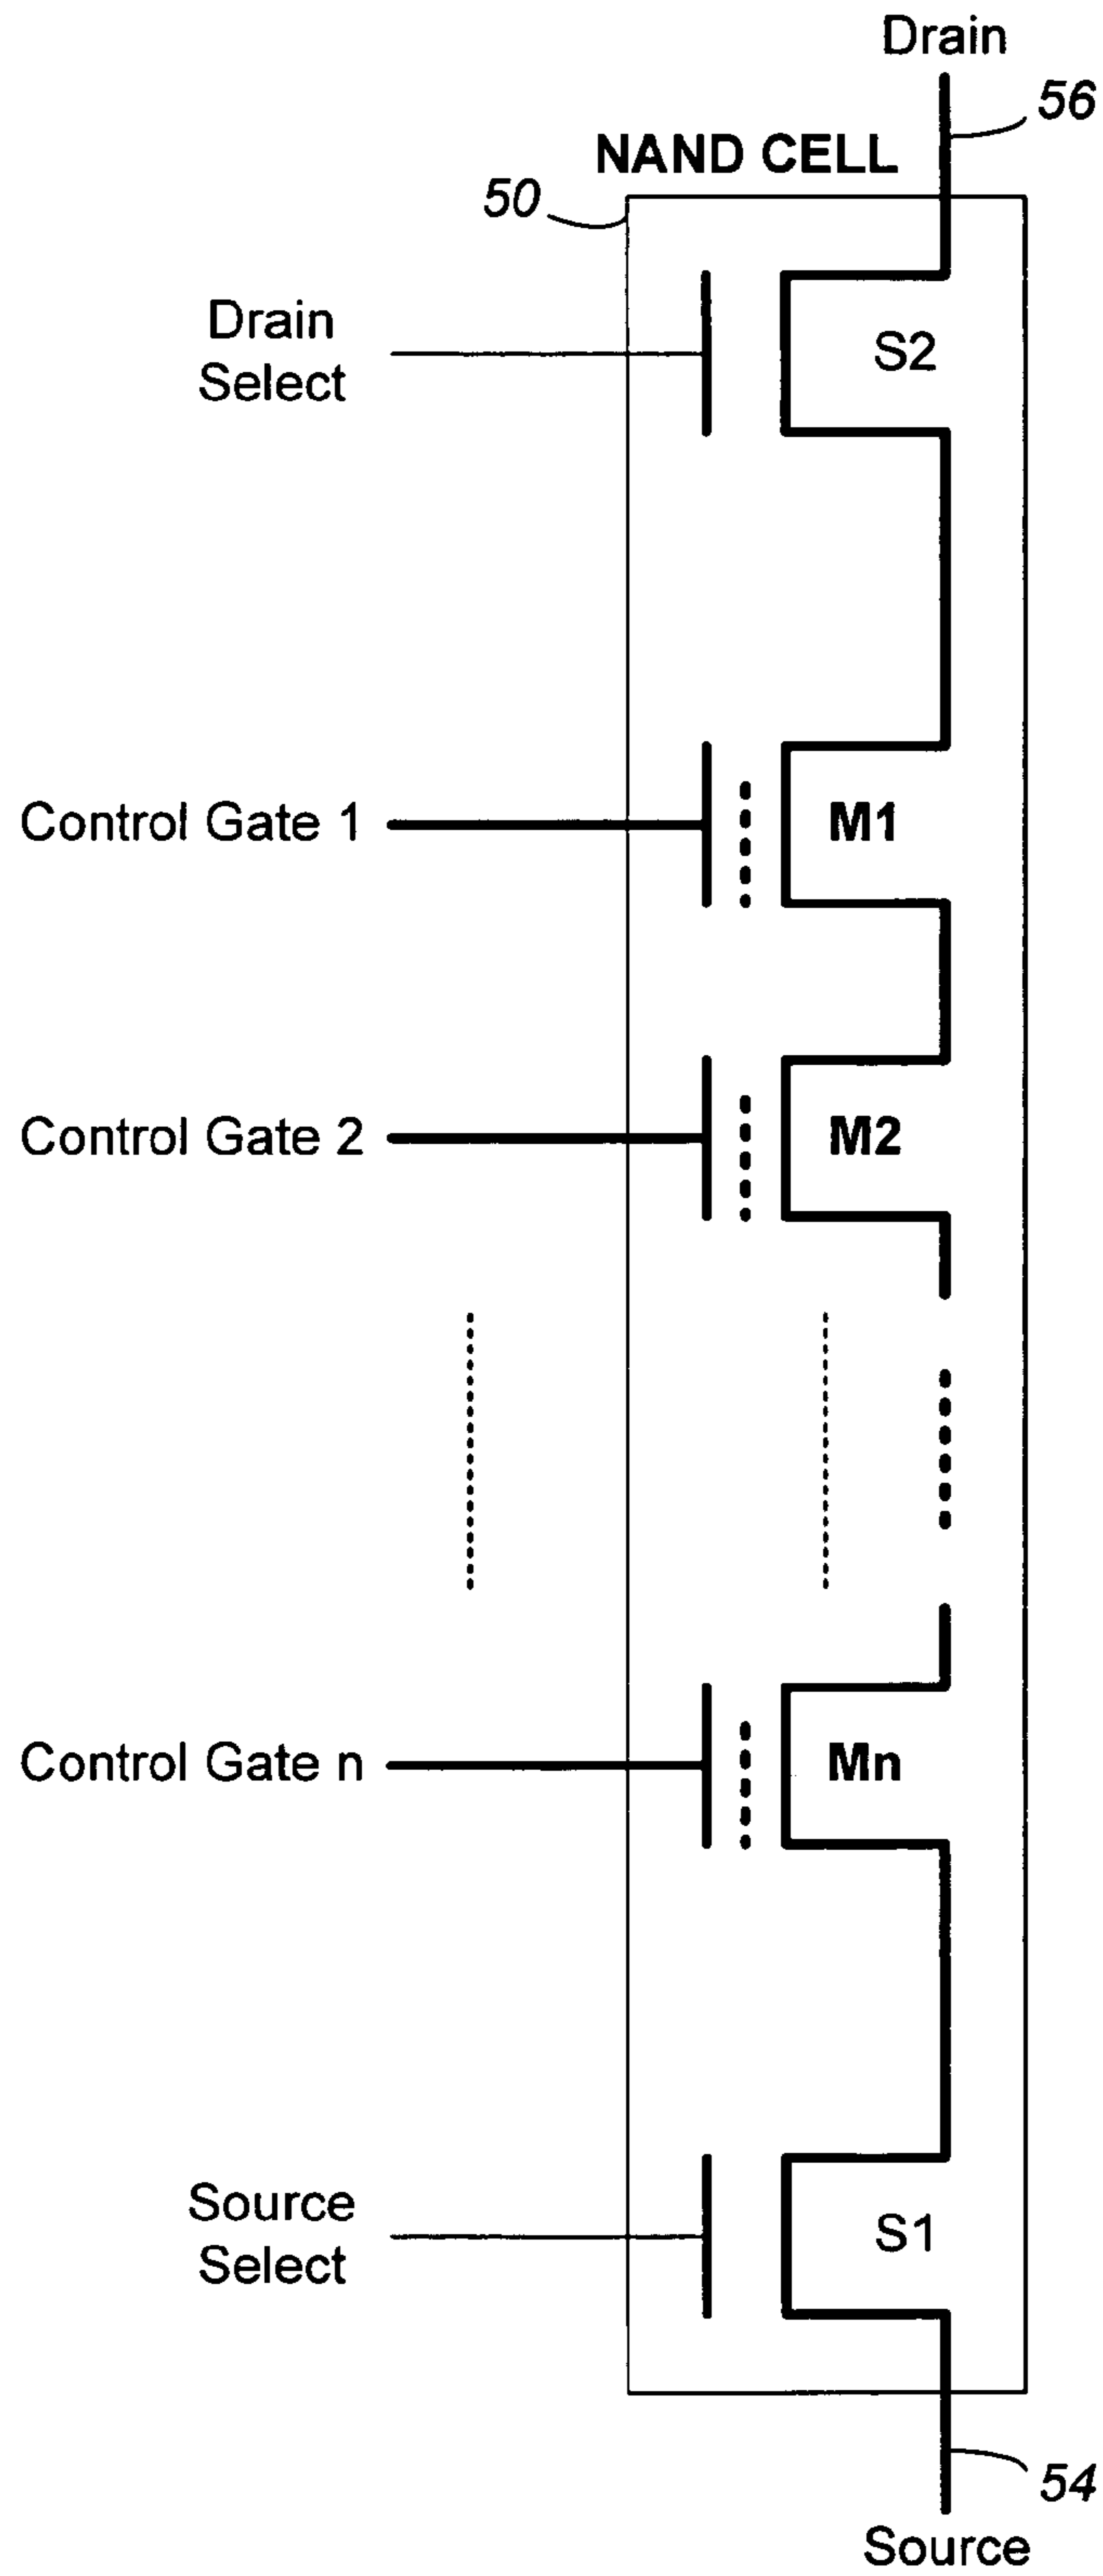 Drain
56
NAND CELL
50
Drain
Select
S2
Control Gate 1
M1
Control Gate 2
M2
Control Gate n
Mn
Source
Select
S1
54
Source